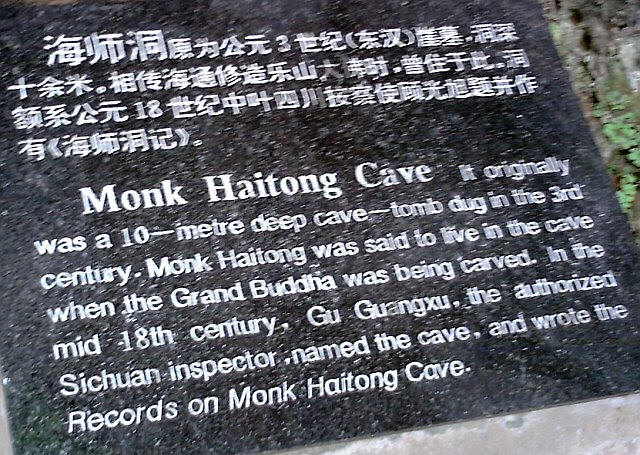 海师洞原为公元3世纪(东汉)崖墓,洞深
十余米。相传海通修造乐山大佛时,曾住于此。洞
额系公元18世纪中叶四川按察使顾光旭题并作
有《海师洞记》。
Monk Haitong Cave It originally
was a 10—metre deep cave—tomb dug in the 3rd
century. Monk Haitong was said to live in the cave
when the Grand Buddha was being carved. In the
mid 18th century, Gu Guangxu, the authorized
Sichuan inspector, named the cave, and wrote the
Records on Monk Haitong Cave.